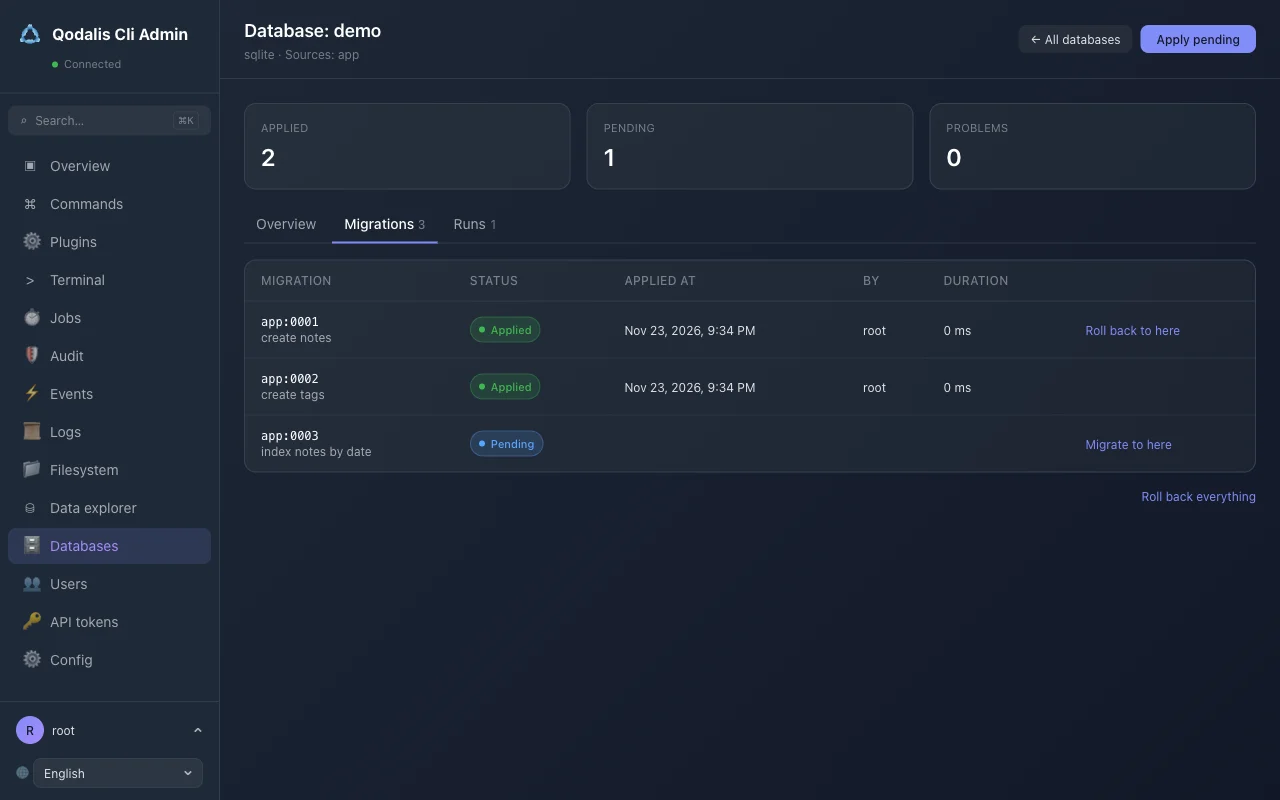 Qodalis Cli Admin
Connected
Search...
⌘K
Overview
Commands
Plugins
Terminal
Jobs
Audit
Events
Logs
Filesystem
Data explorer
Databases
Users
API tokens
Config
R
root
English
Database: demo
sqlite · Sources: app
← All databases
Apply pending
APPLIED
2
PENDING
1
PROBLEMS
0
Overview
Migrations 3
Runs 1
MIGRATION STATUS APPLIED AT BY DURATION
app:0001
create notes
Applied
Nov 23, 2026, 9:34 PM
root
0 ms
Roll back to here
app:0002
create tags
Applied
Nov 23, 2026, 9:34 PM
root
0 ms
app:0003
index notes by date
Pending
Migrate to here
Roll back everything